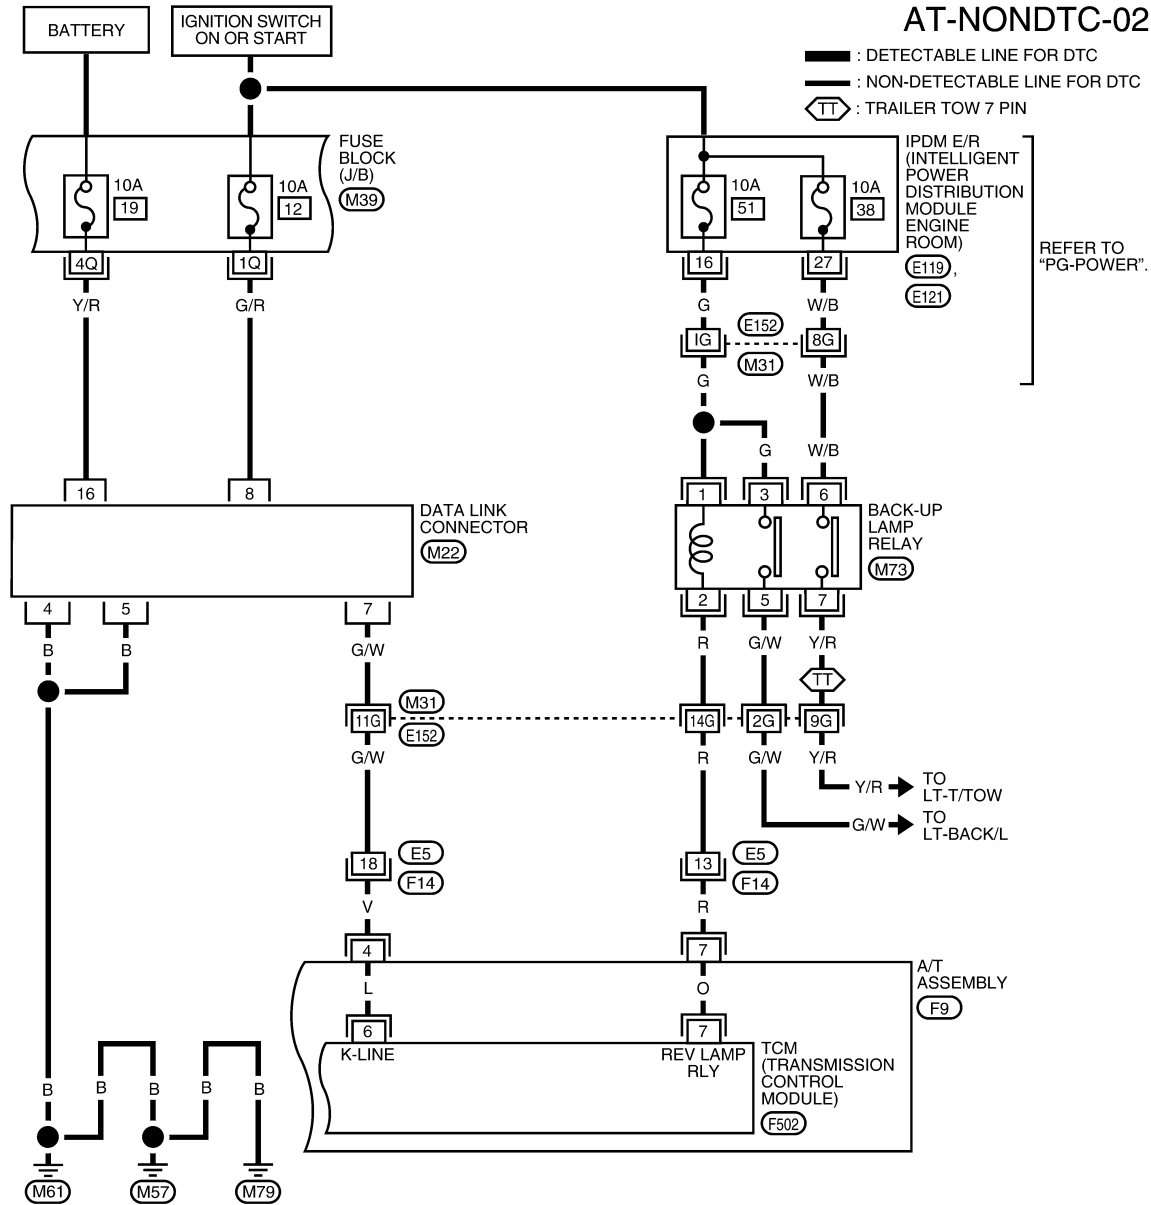 AT-NONDTC-02
BATTERY
IGNITION SWITCH
ON OR START
: DETECTABLE LINE FOR DTC
: NON-DETECTABLE LINE FOR DTC
TT : TRAILER TOW 7 PIN
FUSE
BLOCK
(J/B)
M39
10A
19
10A
12
10A
51
10A
38
IPDM E/R
(INTELLIGENT
POWER
DISTRIBUTION
MODULE
ENGINE
ROOM)
E119 ,
E121
REFER TO
“PG-POWER”.
4Q
1Q
16
27
Y/R
G/R
G
W/B
IG
E152
8G
M31
G
W/B
G
W/B
16
8
1
3
6
DATA LINK
CONNECTOR
M22
BACK-UP
LAMP
RELAY
M73
4
5
7
2
5
7
B
B
G/W
R
G/W
Y/R
TT
11G
M31
E152
14G
2G
9G
G/W
R
G/W
Y/R
Y/R
TO
LT-T/TOW
G/W
TO
LT-BACK/L
18
E5
F14
13
E5
F14
V
R
4
7
A/T
ASSEMBLY
F9
L
O
6
7
K-LINE
REV LAMP
RLY
TCM
(TRANSMISSION
CONTROL
MODULE)
F502
B
B
B
B
B
M61
M57
M79